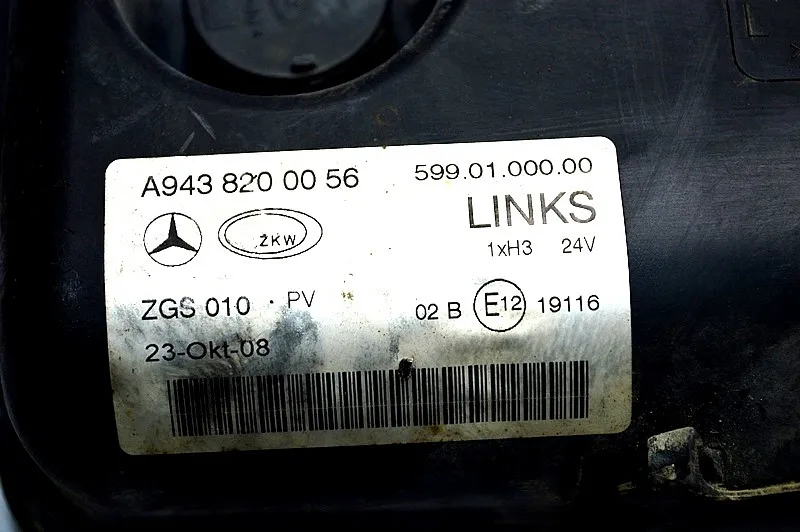 A943 820 00 56
599.01.000.00
LINKS
ZKW
1xH3 24V
ZGS 010 · PV
02 B E12 19116
23-Okt-08
L